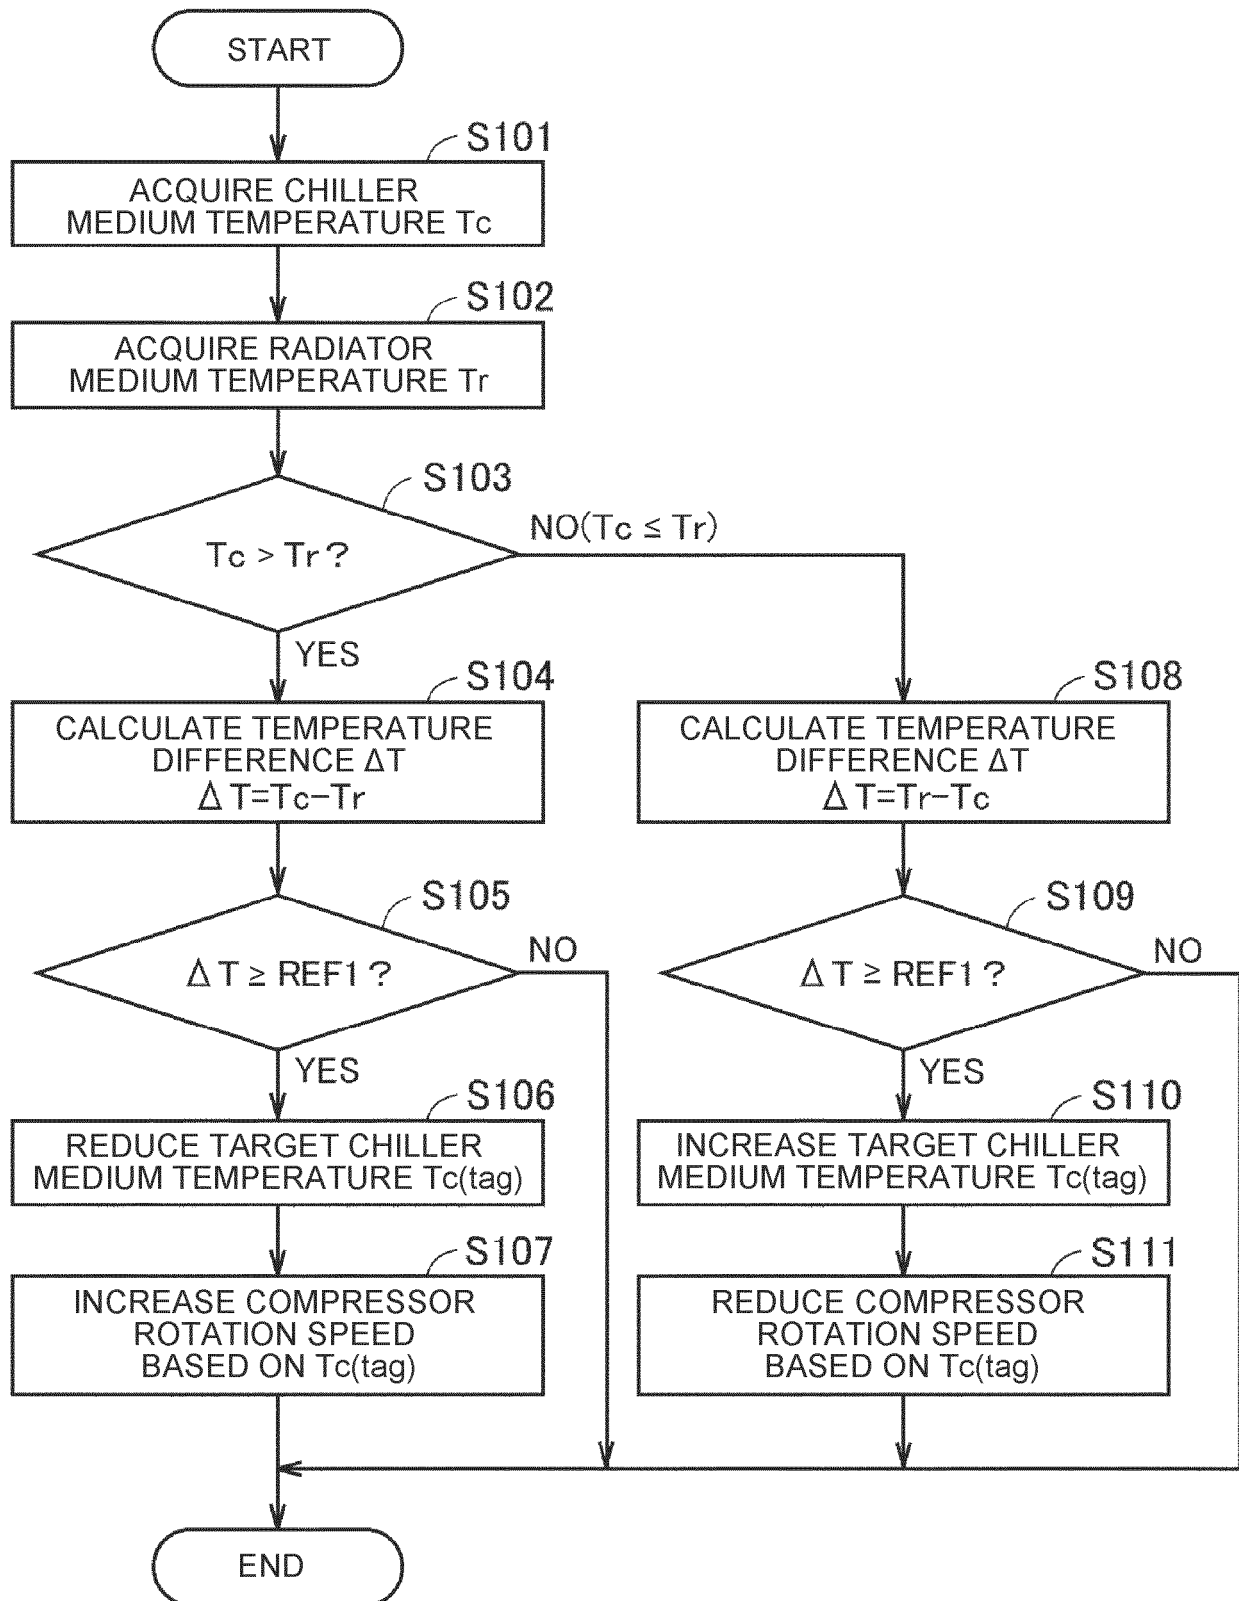 START
S101
ACQUIRE CHILLER
MEDIUM TEMPERATURE Tc
S102
ACQUIRE RADIATOR
MEDIUM TEMPERATURE Tr
S103
Tc > Tr ?
NO(Tc ≤ Tr)
YES
S104
CALCULATE TEMPERATURE
DIFFERENCE ΔT
ΔT=Tc−Tr
S108
CALCULATE TEMPERATURE
DIFFERENCE ΔT
ΔT=Tr−Tc
S105
ΔT ≥ REF1 ?
NO
YES
S109
ΔT ≥ REF1 ?
NO
YES
S106
REDUCE TARGET CHILLER
MEDIUM TEMPERATURE Tc(tag)
S110
INCREASE TARGET CHILLER
MEDIUM TEMPERATURE Tc(tag)
S107
INCREASE COMPRESSOR
ROTATION SPEED
BASED ON Tc(tag)
S111
REDUCE COMPRESSOR
ROTATION SPEED
BASED ON Tc(tag)
END